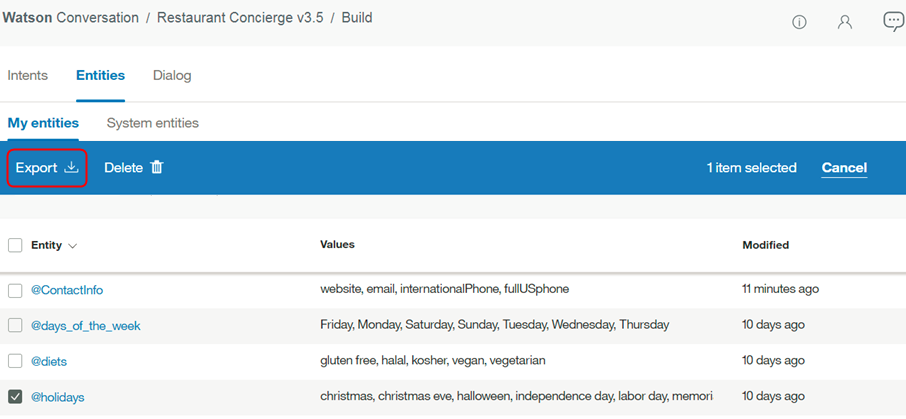 Watson Conversation / Restaurant Concierge v3.5 / Build
Intents Entities Dialog
My entities System entities
Export Delete 1 item selected Cancel
Entity Values Modified
@ContactInfo website, email, internationalPhone, fullUSphone 11 minutes ago
@days_of_the_week Friday, Monday, Saturday, Sunday, Tuesday, Wednesday, Thursday 10 days ago
@diets gluten free, halal, kosher, vegan, vegetarian 10 days ago
@holidays christmas, christmas eve, halloween, independence day, labor day, memori 10 days ago